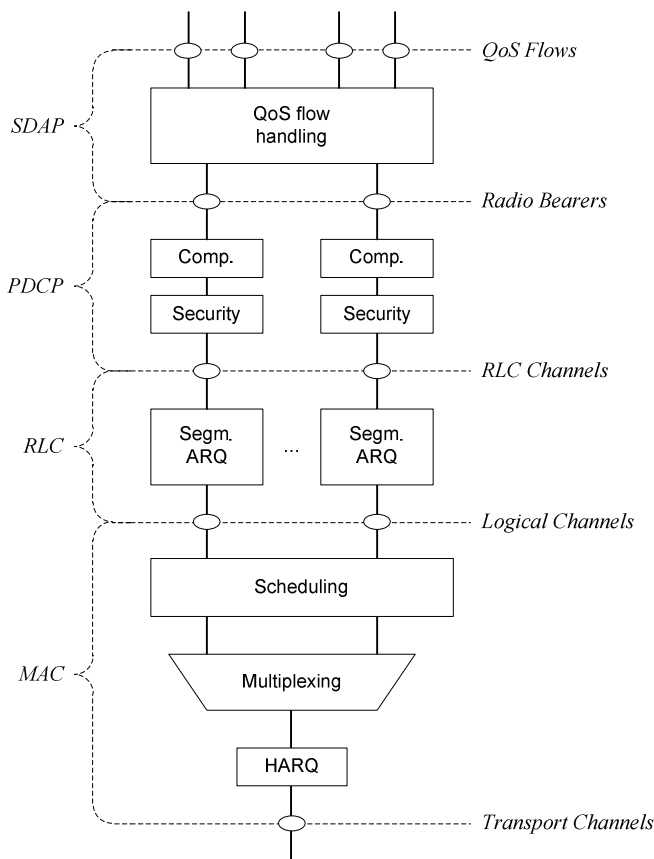 QoS Flows
QoS flow
handling
SDAP
Radio Bearers
Comp.
Comp.
PDCP
Security
Security
RLC Channels
Segm.
ARQ
...
Segm.
ARQ
RLC
Logical Channels
Scheduling
MAC
Multiplexing
HARQ
Transport Channels